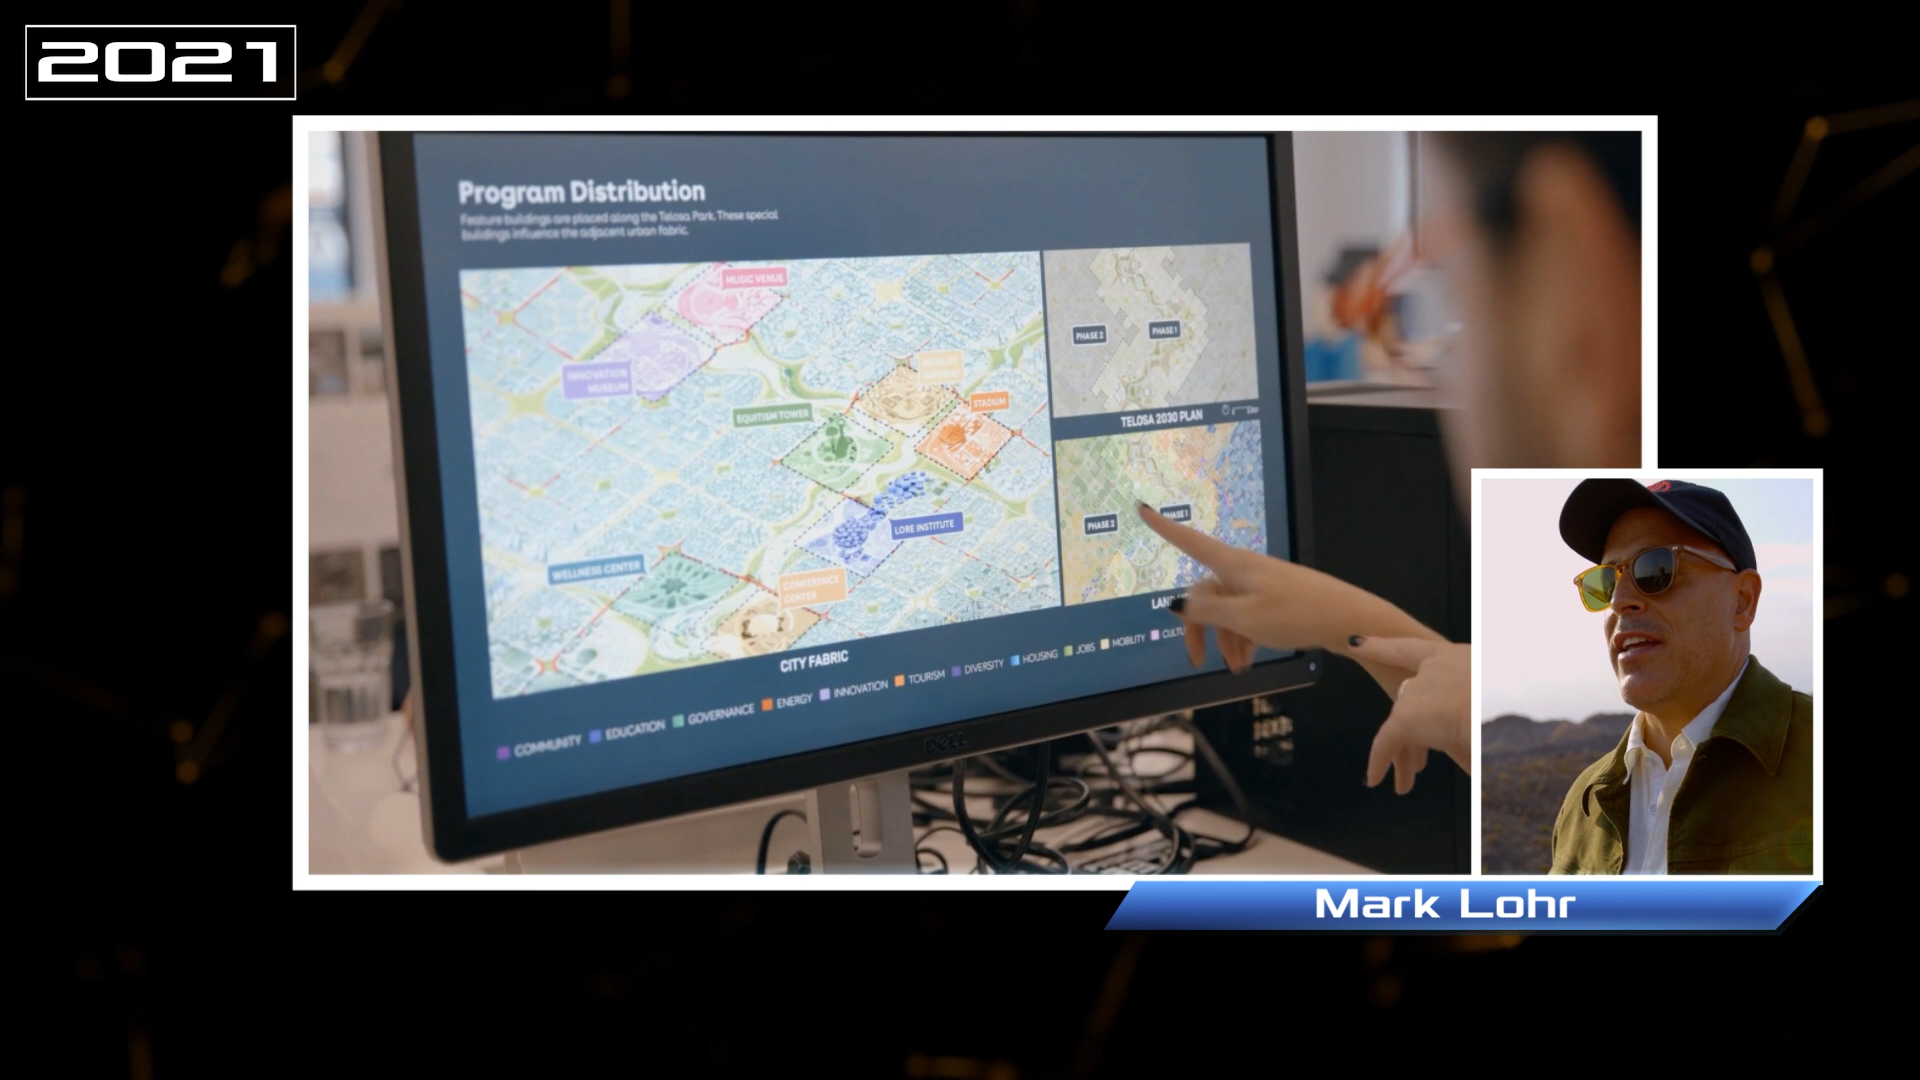 2021
Program Distribution
Feature buildings are placed along the Telosa Park. These special
buildings influence the adjacent urban fabric.
MUSIC VENUE
INNOVATION
MUSEUM
EQUITISM TOWER
STADIUM
LORE INSTITUTE
WELLNESS CENTER
CONFERENCE
CENTER
CITY FABRIC
PHASE 2
PHASE 1
TELOSA 2030 PLAN
PHASE 2
PHASE 1
COMMUNITY
EDUCATION
GOVERNANCE
ENERGY
INNOVATION
TOURISM
DIVERSITY
HOUSING
JOBS
MOBILITY
DELL
Mark Lohr